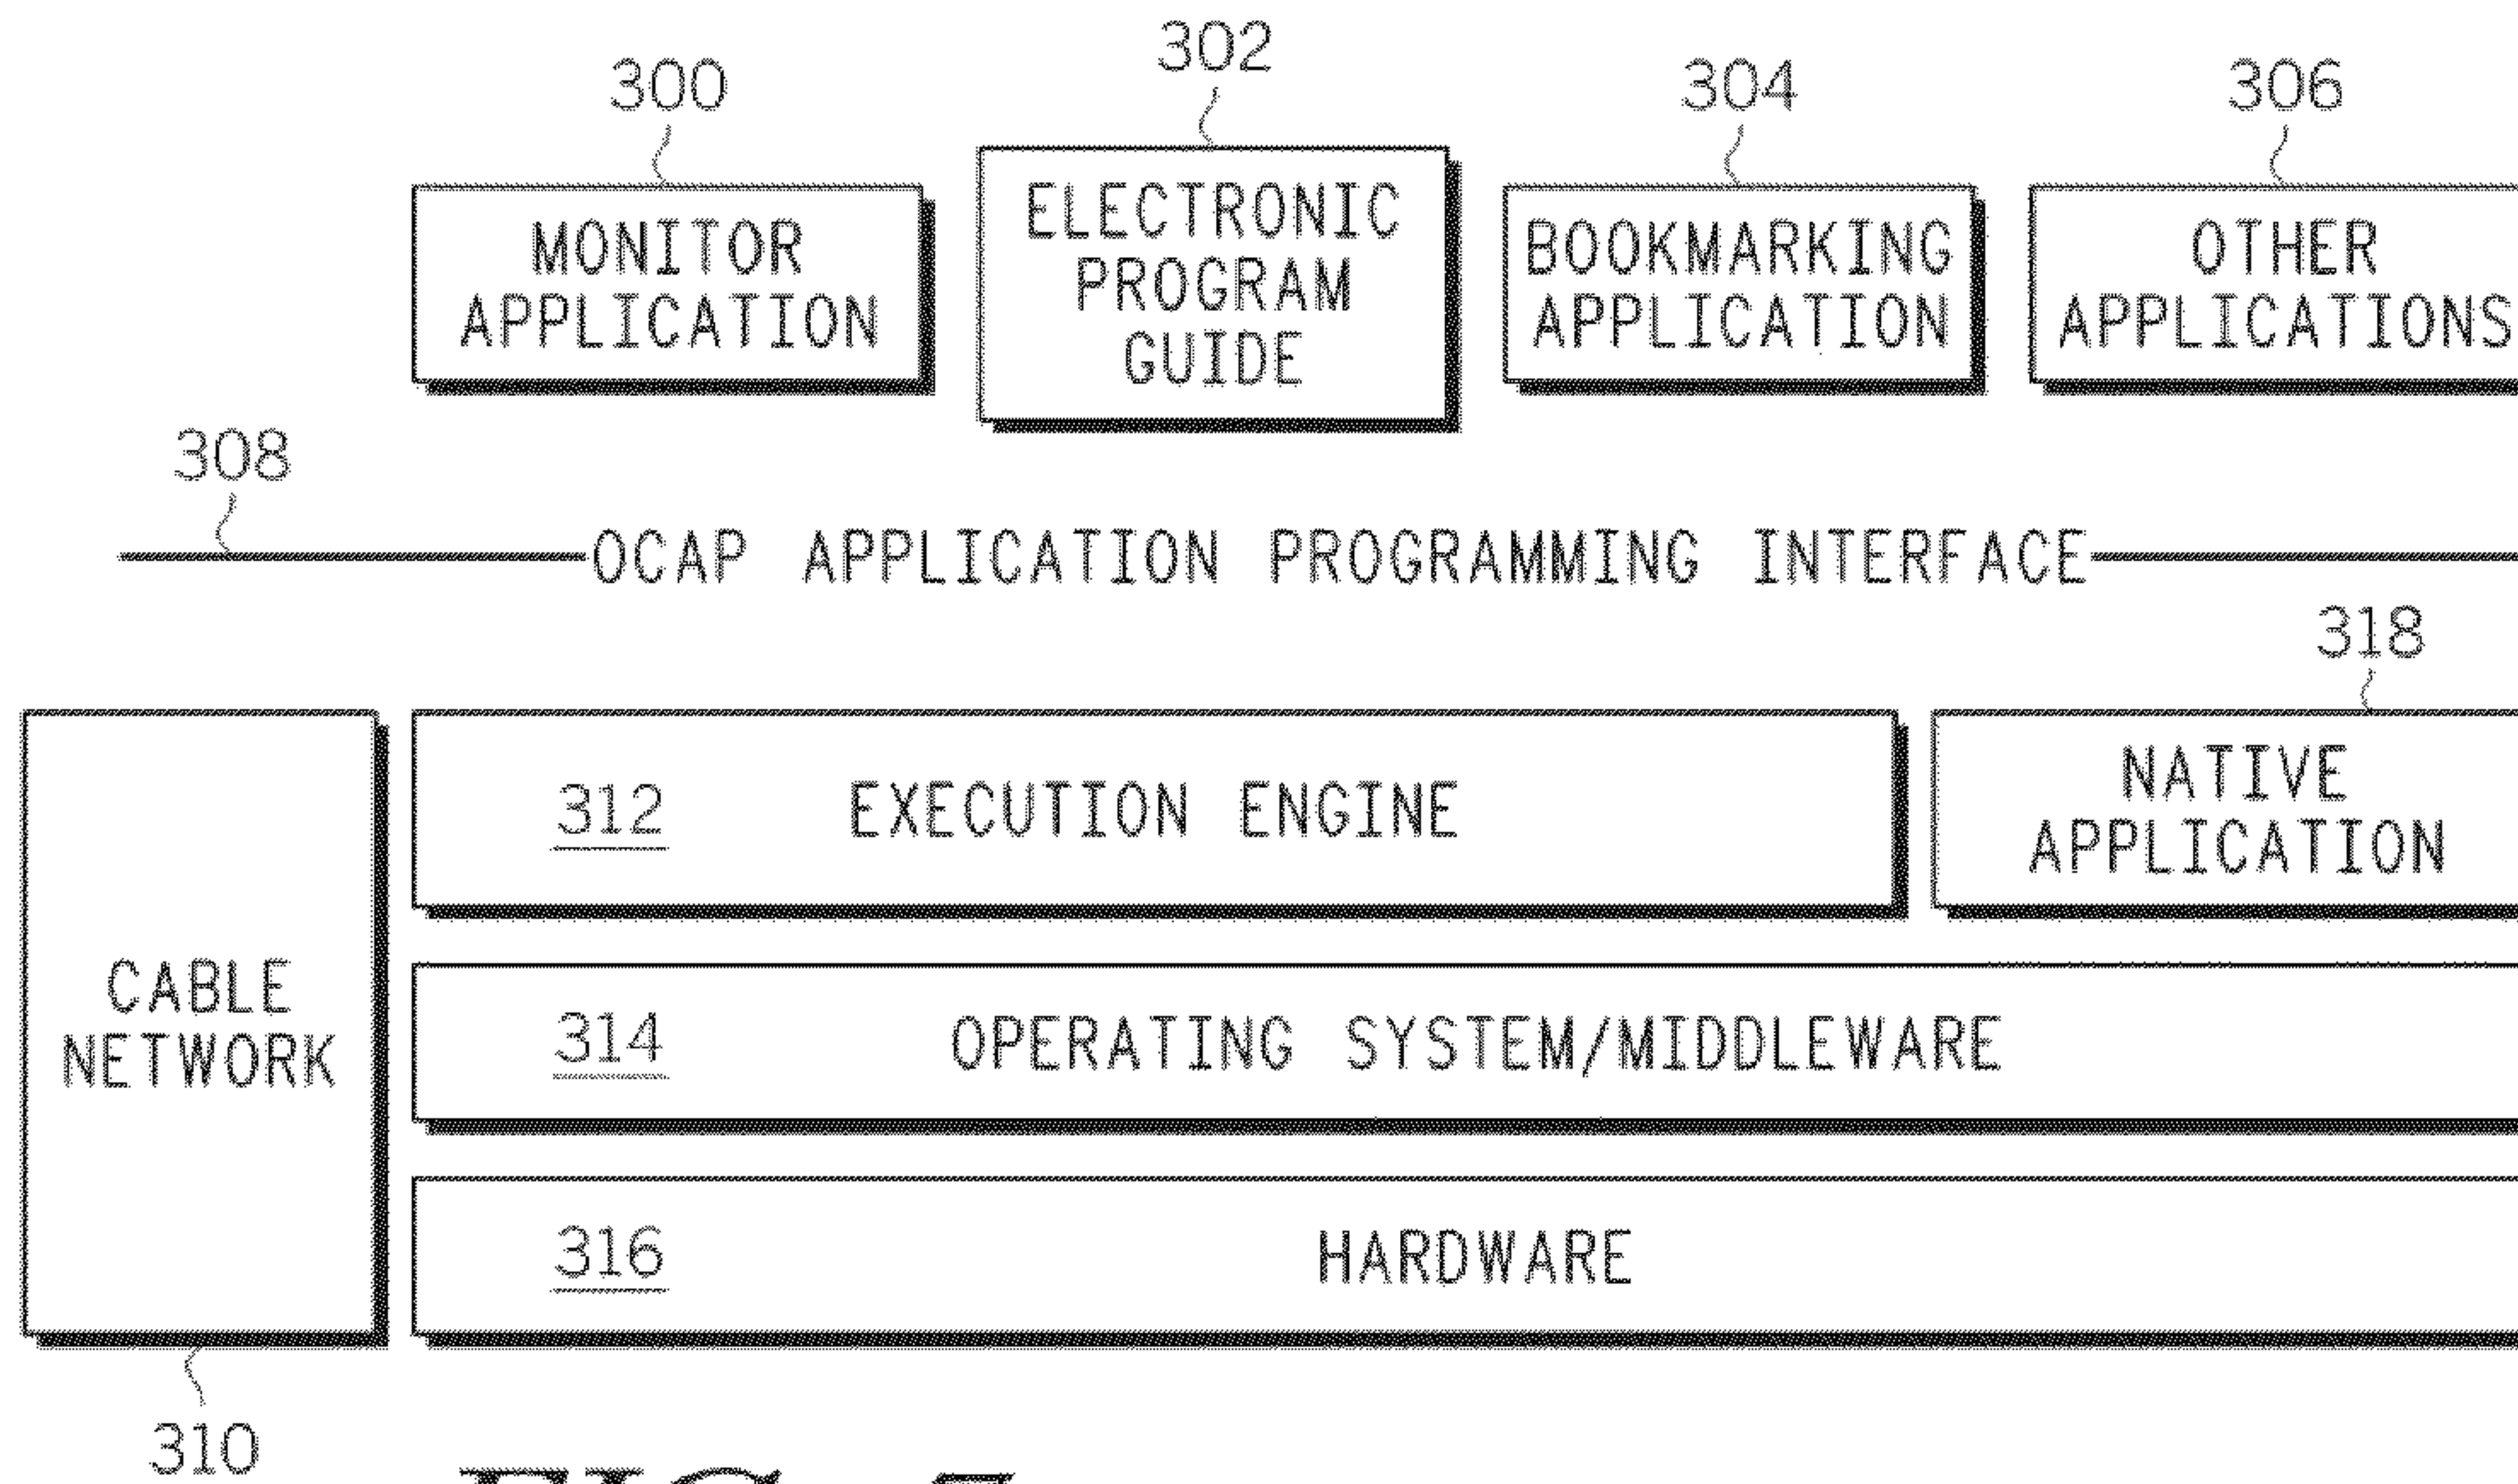 300
302
304
306
MONITOR
APPLICATION
ELECTRONIC
PROGRAM
GUIDE
BOOKMARKING
APPLICATION
OTHER
APPLICATIONS
308
OCAP APPLICATION PROGRAMMING INTERFACE
318
CABLE
NETWORK
312 EXECUTION ENGINE
NATIVE
APPLICATION
314 OPERATING SYSTEM/MIDDLEWARE
316 HARDWARE
310